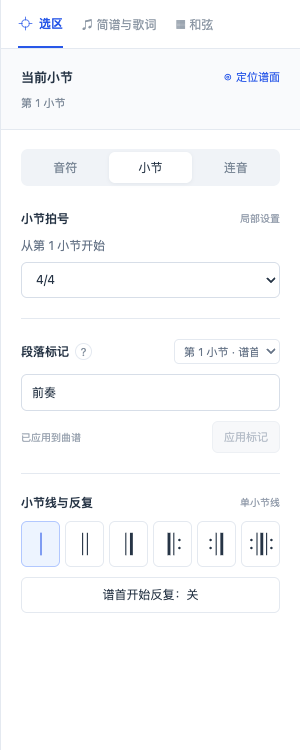 选区 简谱与歌词 和弦
当前小节 定位谱面
第 1 小节
音符 小节 连音
小节拍号 局部设置
从第 1 小节开始
4/4
段落标记 ? 第 1 小节 · 谱首
前奏
已应用到曲谱 应用标记
小节线与反复 单小节线
谱首开始反复：关